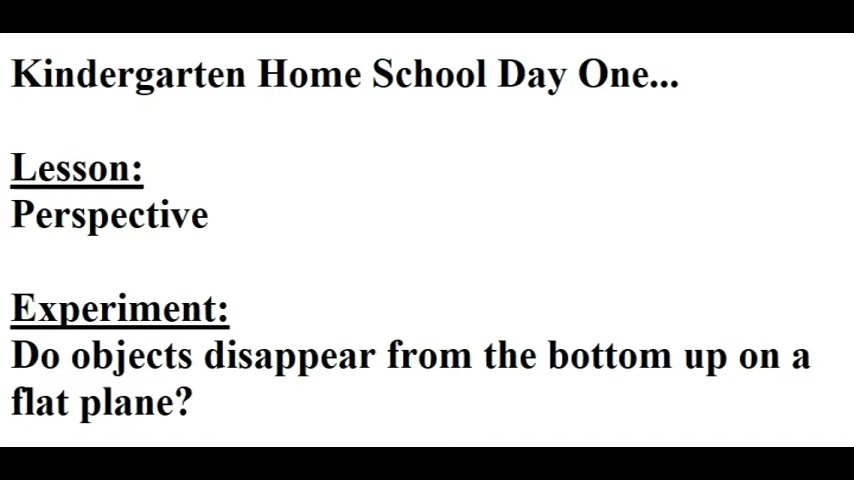 Kindergarten Home School Day One...
Lesson:
Perspective
Experiment:
Do objects disappear from the bottom up on a
flat plane?